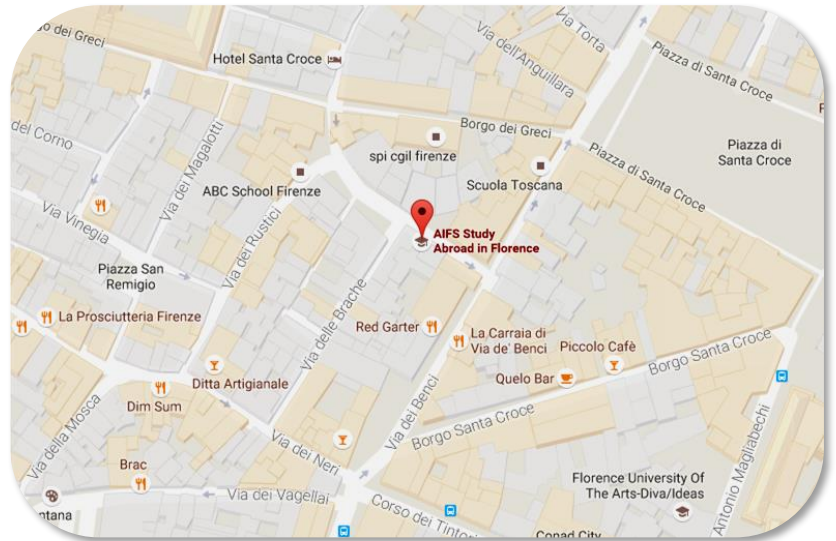 o dei Greci
Hotel Santa Croce
Via Torta
Via dell'Anguillara
Piazza di Santa Croce
del Corno
Via dei Magalotti
Borgo dei Greci
Piazza di
Santa Croce
spi cgil firenze
Piazza di Santa Croce
ABC School Firenze
Scuola Toscana
Via Vinegia
Via dei Rustici
AIFS Study
Abroad in Florence
Piazza San
Remigio
La Prosciutteria Firenze
Via delle Brache
Red Garter
La Carraia di
Via de' Benci
Piccolo Cafè
Borgo Santa Croce
Ditta Artigianale
Quelo Bar
Dim Sum
Via dei Benci
Borgo Santa Croce
Via della Mosca
Via dei Neri
Antonio Magliabechi
Brac
Florence University Of
The Arts-Diva/Ideas
Via dei Vagellai
ntana
Corso dei Tintori
Conad City